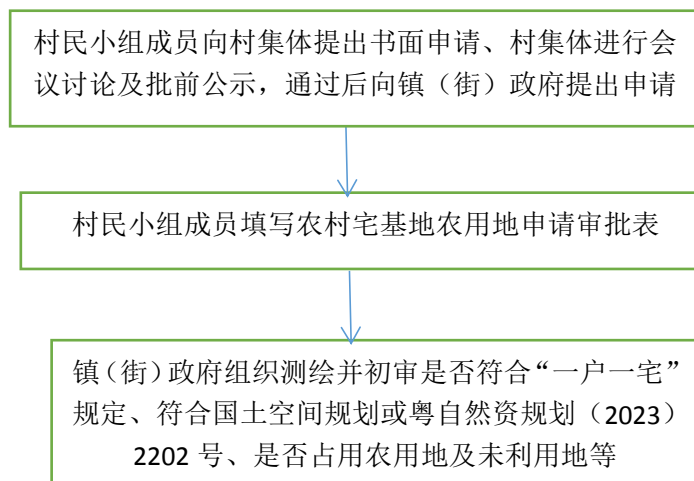 村民小组成员向村集体提出书面申请、村集体进行会
议讨论及批前公示，通过后向镇（街）政府提出申请
村民小组成员填写农村宅基地农用地申请审批表
镇（街）政府组织测绘并初审是否符合“一户一宅”
规定、符合国土空间规划或粤自然资规划（2023）
2202 号、是否占用农用地及未利用地等